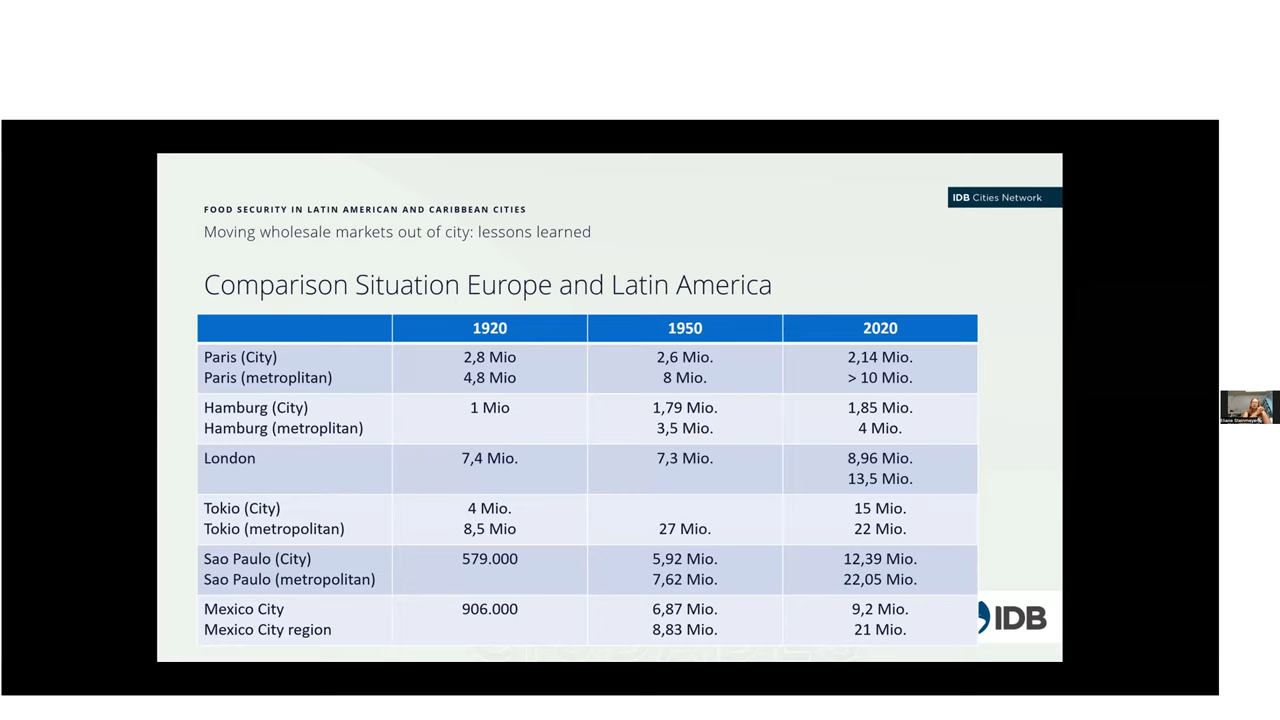 IDB Cities Network
FOOD SECURITY IN LATIN AMERICAN AND CARIBBEAN CITIES
Moving wholesale markets out of city: lessons learned
Comparison Situation Europe and Latin America
1920 1950 2020
Paris (City) 2,8 Mio 2,6 Mio. 2,14 Mio.
Paris (metroplitan) 4,8 Mio 8 Mio. > 10 Mio.
Hamburg (City) 1 Mio 1,79 Mio. 1,85 Mio.
Hamburg (metroplitan) 3,5 Mio. 4 Mio.
London 7,4 Mio. 7,3 Mio. 8,96 Mio.
13,5 Mio.
Tokio (City) 4 Mio. 15 Mio.
Tokio (metropolitan) 8,5 Mio 27 Mio. 22 Mio.
Sao Paulo (City) 579.000 5,92 Mio. 12,39 Mio.
Sao Paulo (metropolitan) 7,62 Mio. 22,05 Mio.
Mexico City 906.000 6,87 Mio. 9,2 Mio.
Mexico City region 8,83 Mio. 21 Mio.
IDB